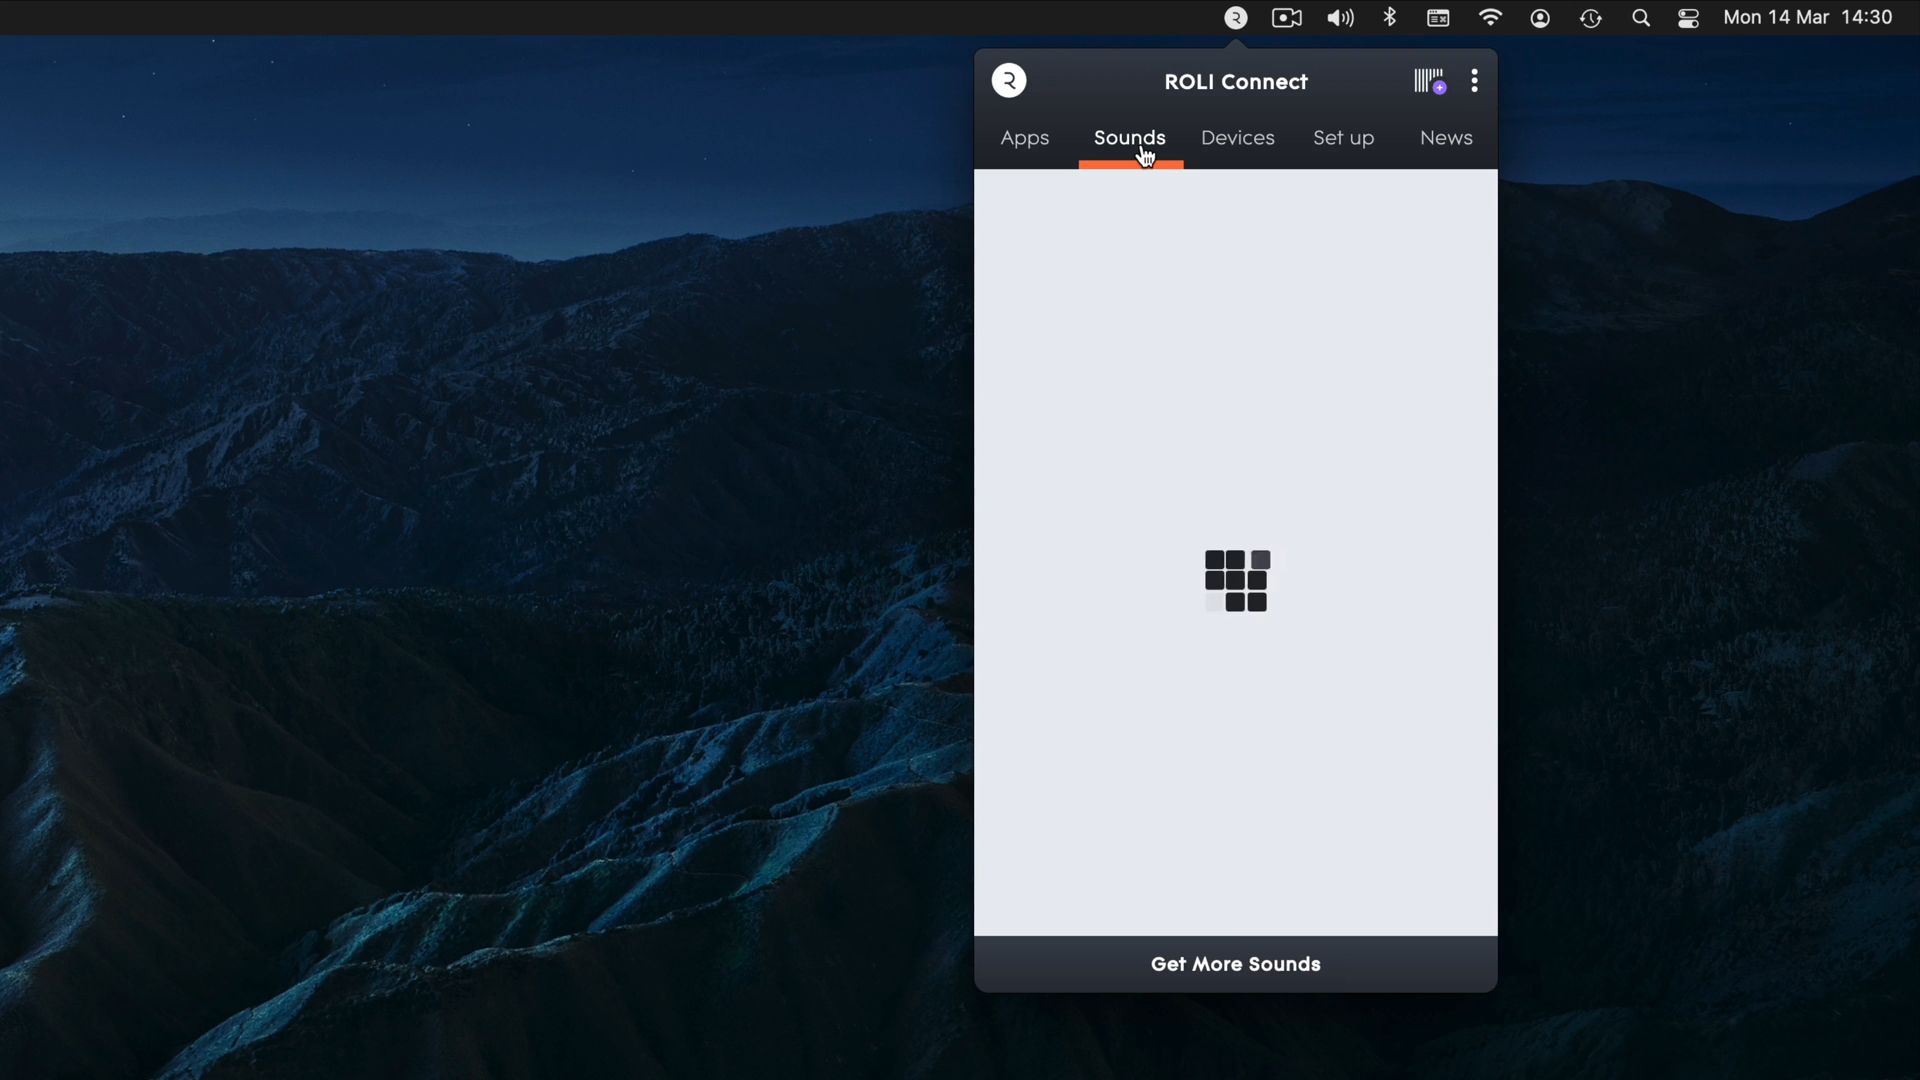 Mon 14 Mar 14:30
ROLI Connect
Apps Sounds Devices Set up News
Get More Sounds